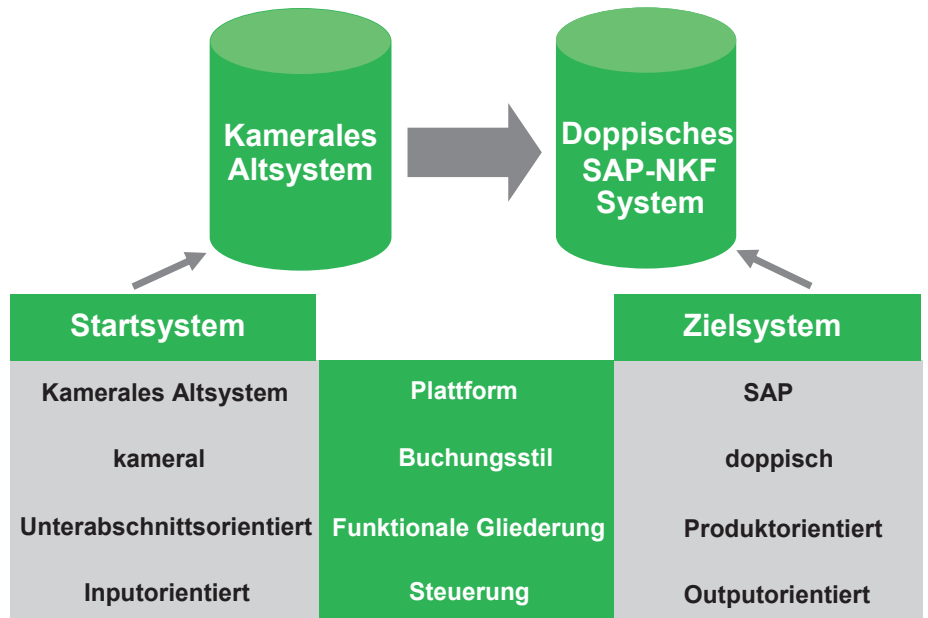 Kamerales
Altsystem
Doppisches
SAP-NKF
System
Startsystem
Zielsystem
Kamerales Altsystem
Plattform
SAP
kameral
Buchungsstil
doppisch
Unterabschnittsorientiert
Funktionale Gliederung
Produktorientiert
Inputorientiert
Steuerung
Outputorientiert